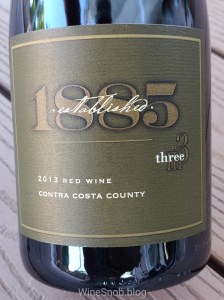 1885
.established.
3
three
2013 RED WINE
CONTRA COSTA COUNTY
WineSnob.blog